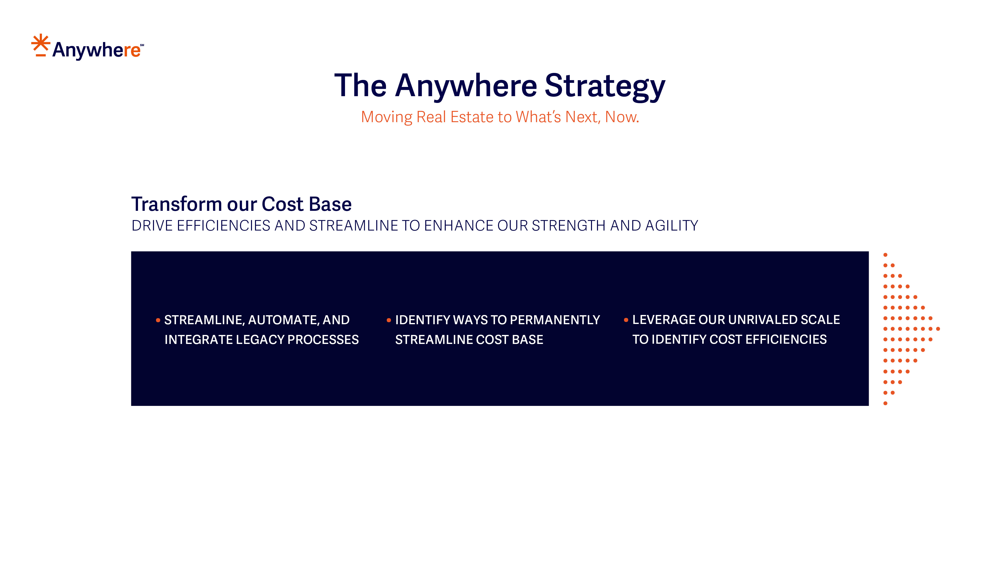 Anywhere℠
The Anywhere Strategy
Moving Real Estate to What’s Next, Now.
Transform our Cost Base
DRIVE EFFICIENCIES AND STREAMLINE TO ENHANCE OUR STRENGTH AND AGILITY
• STREAMLINE, AUTOMATE, AND
INTEGRATE LEGACY PROCESSES
• IDENTIFY WAYS TO PERMANENTLY
STREAMLINE COST BASE
• LEVERAGE OUR UNRIVALED SCALE
TO IDENTIFY COST EFFICIENCIES